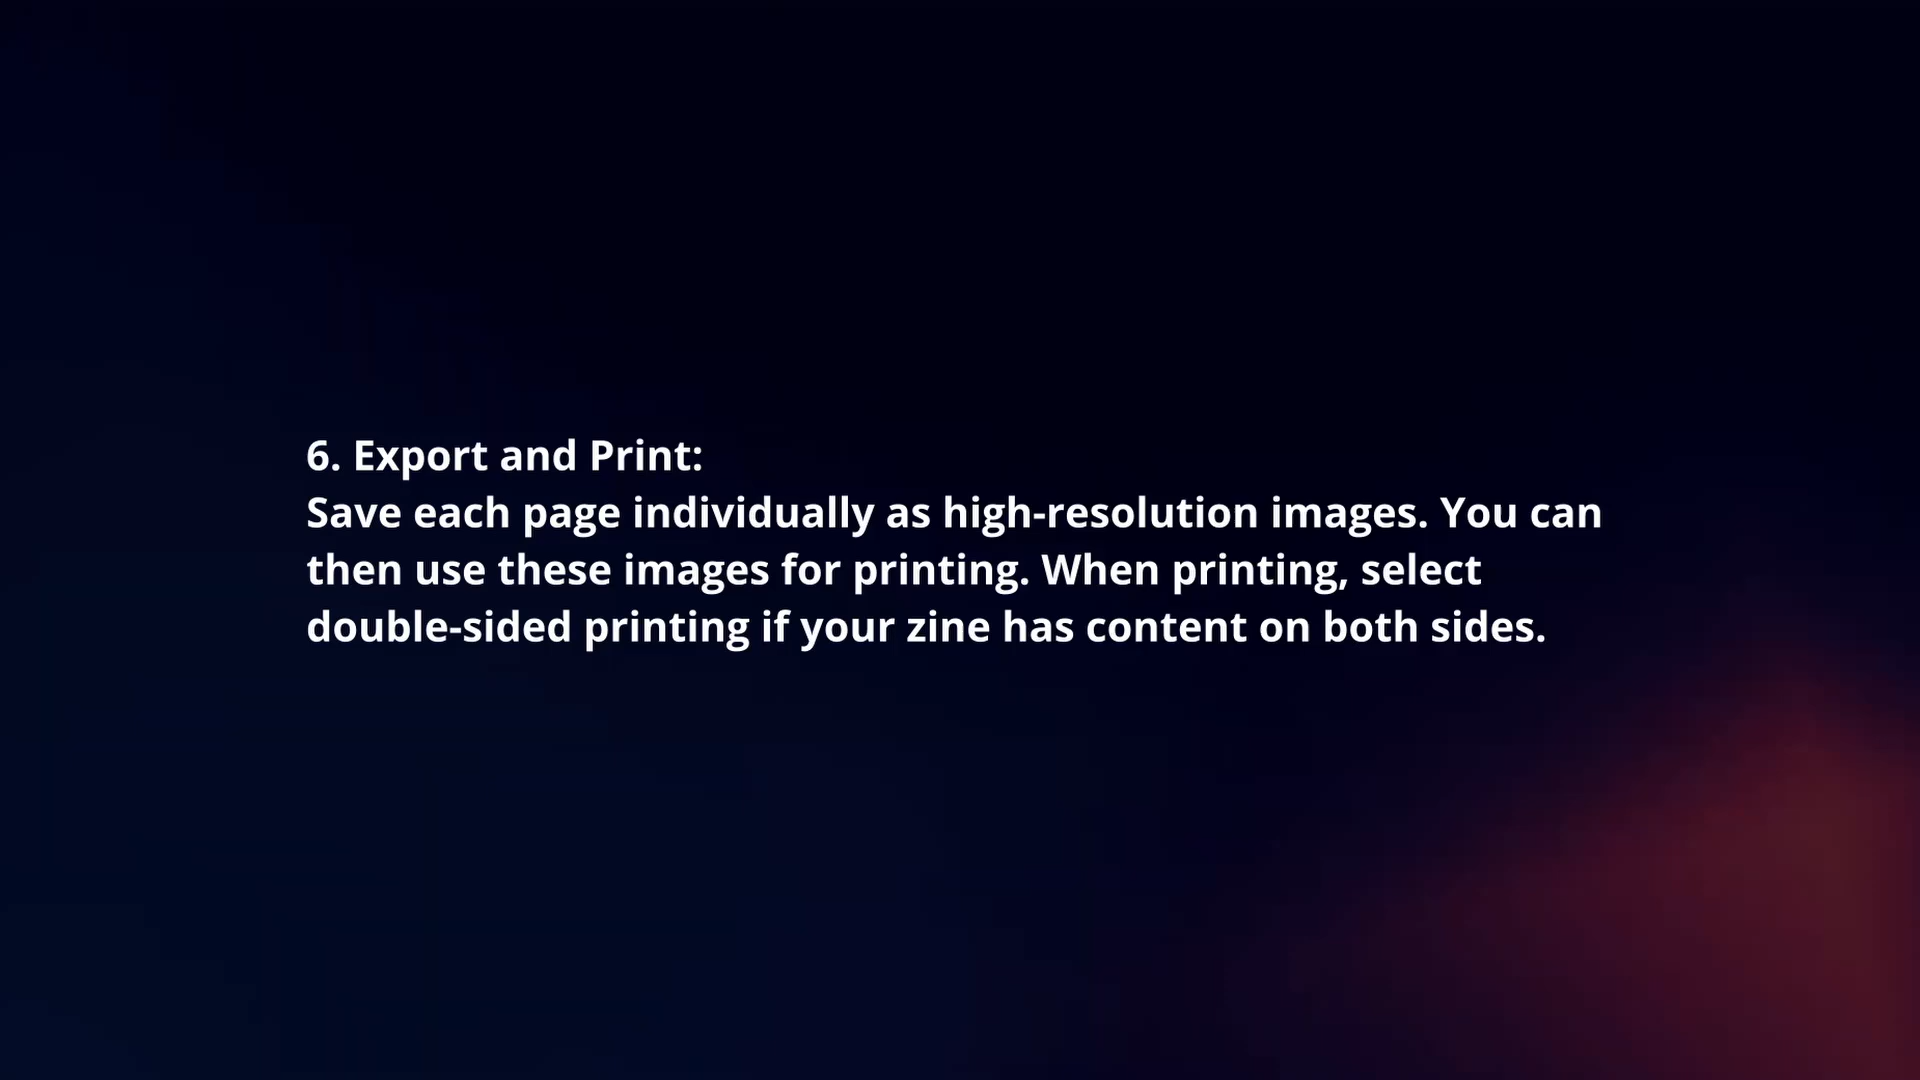 6. Export and Print:
Save each page individually as high-resolution images. You can
then use these images for printing. When printing, select
double-sided printing if your zine has content on both sides.